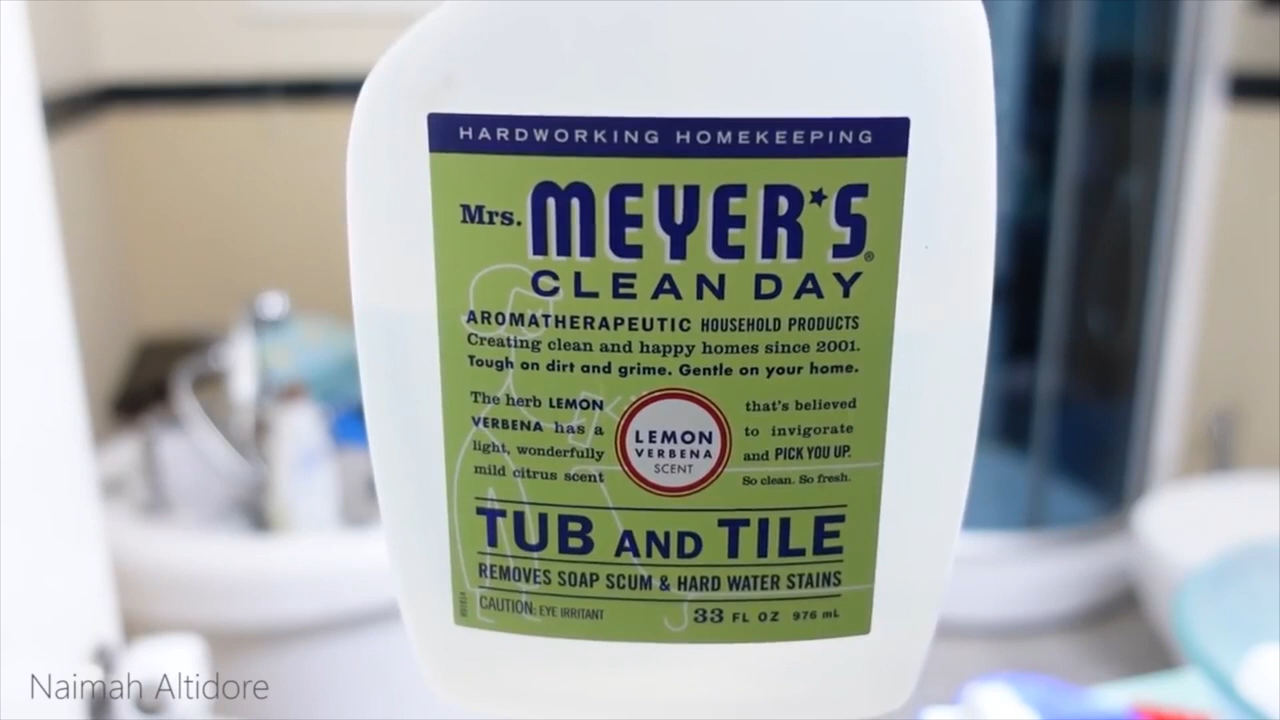 HARDWORKING HOMEKEEPING
Mrs. MEYER'S®
CLEAN DAY
AROMATHERAPEUTIC HOUSEHOLD PRODUCTS
Creating clean and happy homes since 2001.
Tough on dirt and grime. Gentle on your home.
The herb LEMON
VERBENA has a
light, wonderfully
mild citrus scent
LEMON
VERBENA
SCENT
that's believed
to invigorate
and PICK YOU UP.
So clean. So fresh.
TUB AND TILE
REMOVES SOAP SCUM & HARD WATER STAINS
CAUTION: EYE IRRITANT 33 FL OZ 976 mL
Naimah Altidore